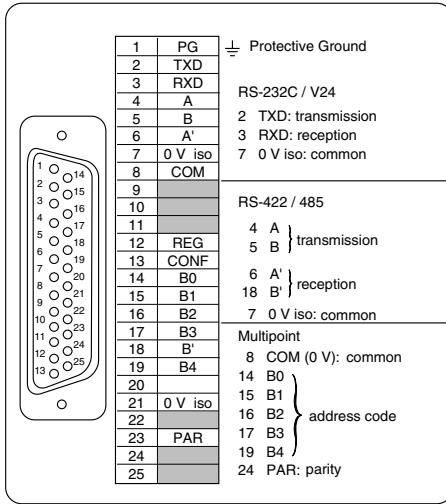 1 PG
2 TXD
3 RXD
4 A
5 B
6 A'
7 0 V iso
8 COM
9
10
11
12 REG
13 CONF
14 B0
15 B1
16 B2
17 B3
18 B'
19 B4
20
21 0 V iso
22
23 PAR
24
25
Protective Ground
RS-232C / V24
2 TXD: transmission
3 RXD: reception
7 0 V iso: common
RS-422 / 485
4 A
5 B
transmission
6 A'
18 B'
reception
7 0 V iso: common
Multipoint
8 COM (0 V): common
14 B0
15 B1
16 B2
17 B3
19 B4
address code
24 PAR: parity
1
14
2
15
3
16
4
17
5
18
6
19
7
20
8
21
9
22
10
23
11
24
12
25
13